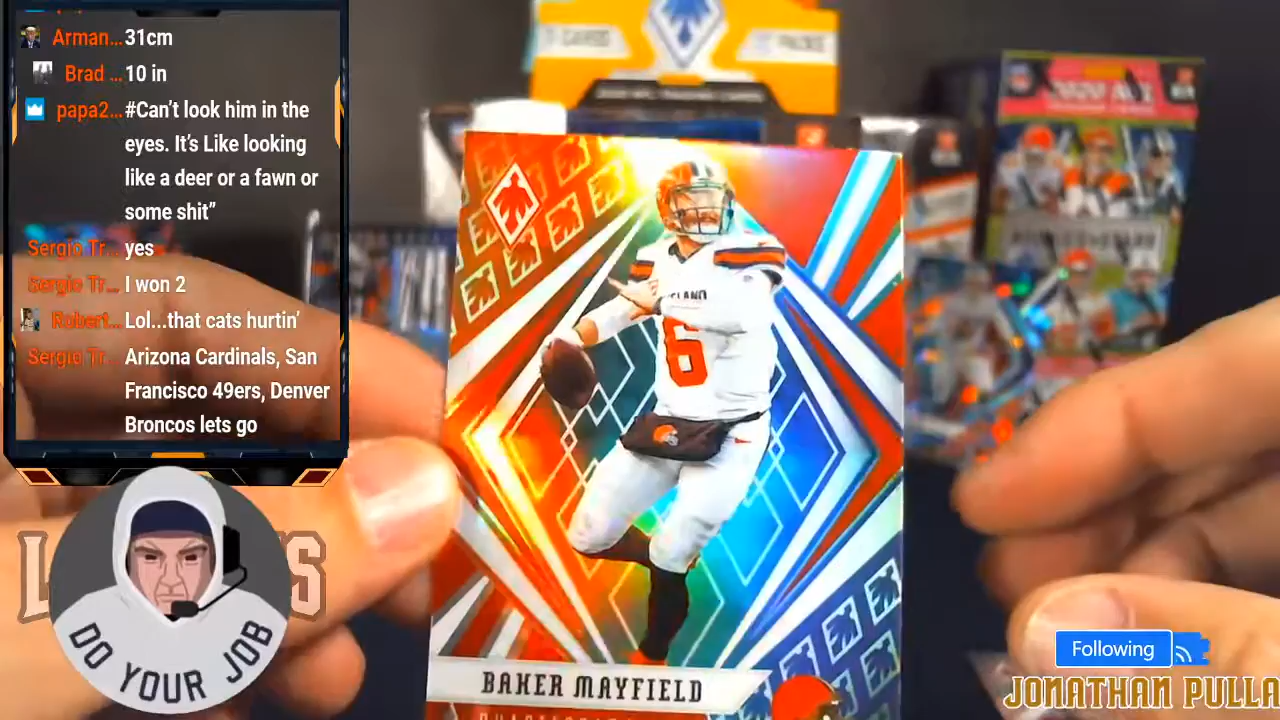 Arman... 31cm
Brad ... 10 in
papa2... #Can't look him in the
eyes. It's Like looking
like a deer or a fawn or
some shit"
Sergio Tr... yes
Sergio Tr... I won 2
Robert... Lol...that cats hurtin'
Sergio Tr... Arizona Cardinals, San
Francisco 49ers, Denver
Broncos lets go
DO YOUR JOB
6
BAKER MAYFIELD
Following
JONATHAN PULLA